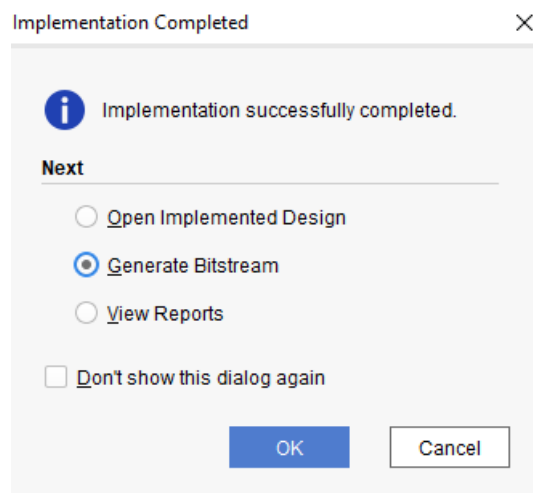 Implementation Completed
Implementation successfully completed.
Next
Open Implemented Design
Generate Bitstream
View Reports
Don't show this dialog again
OK
Cancel